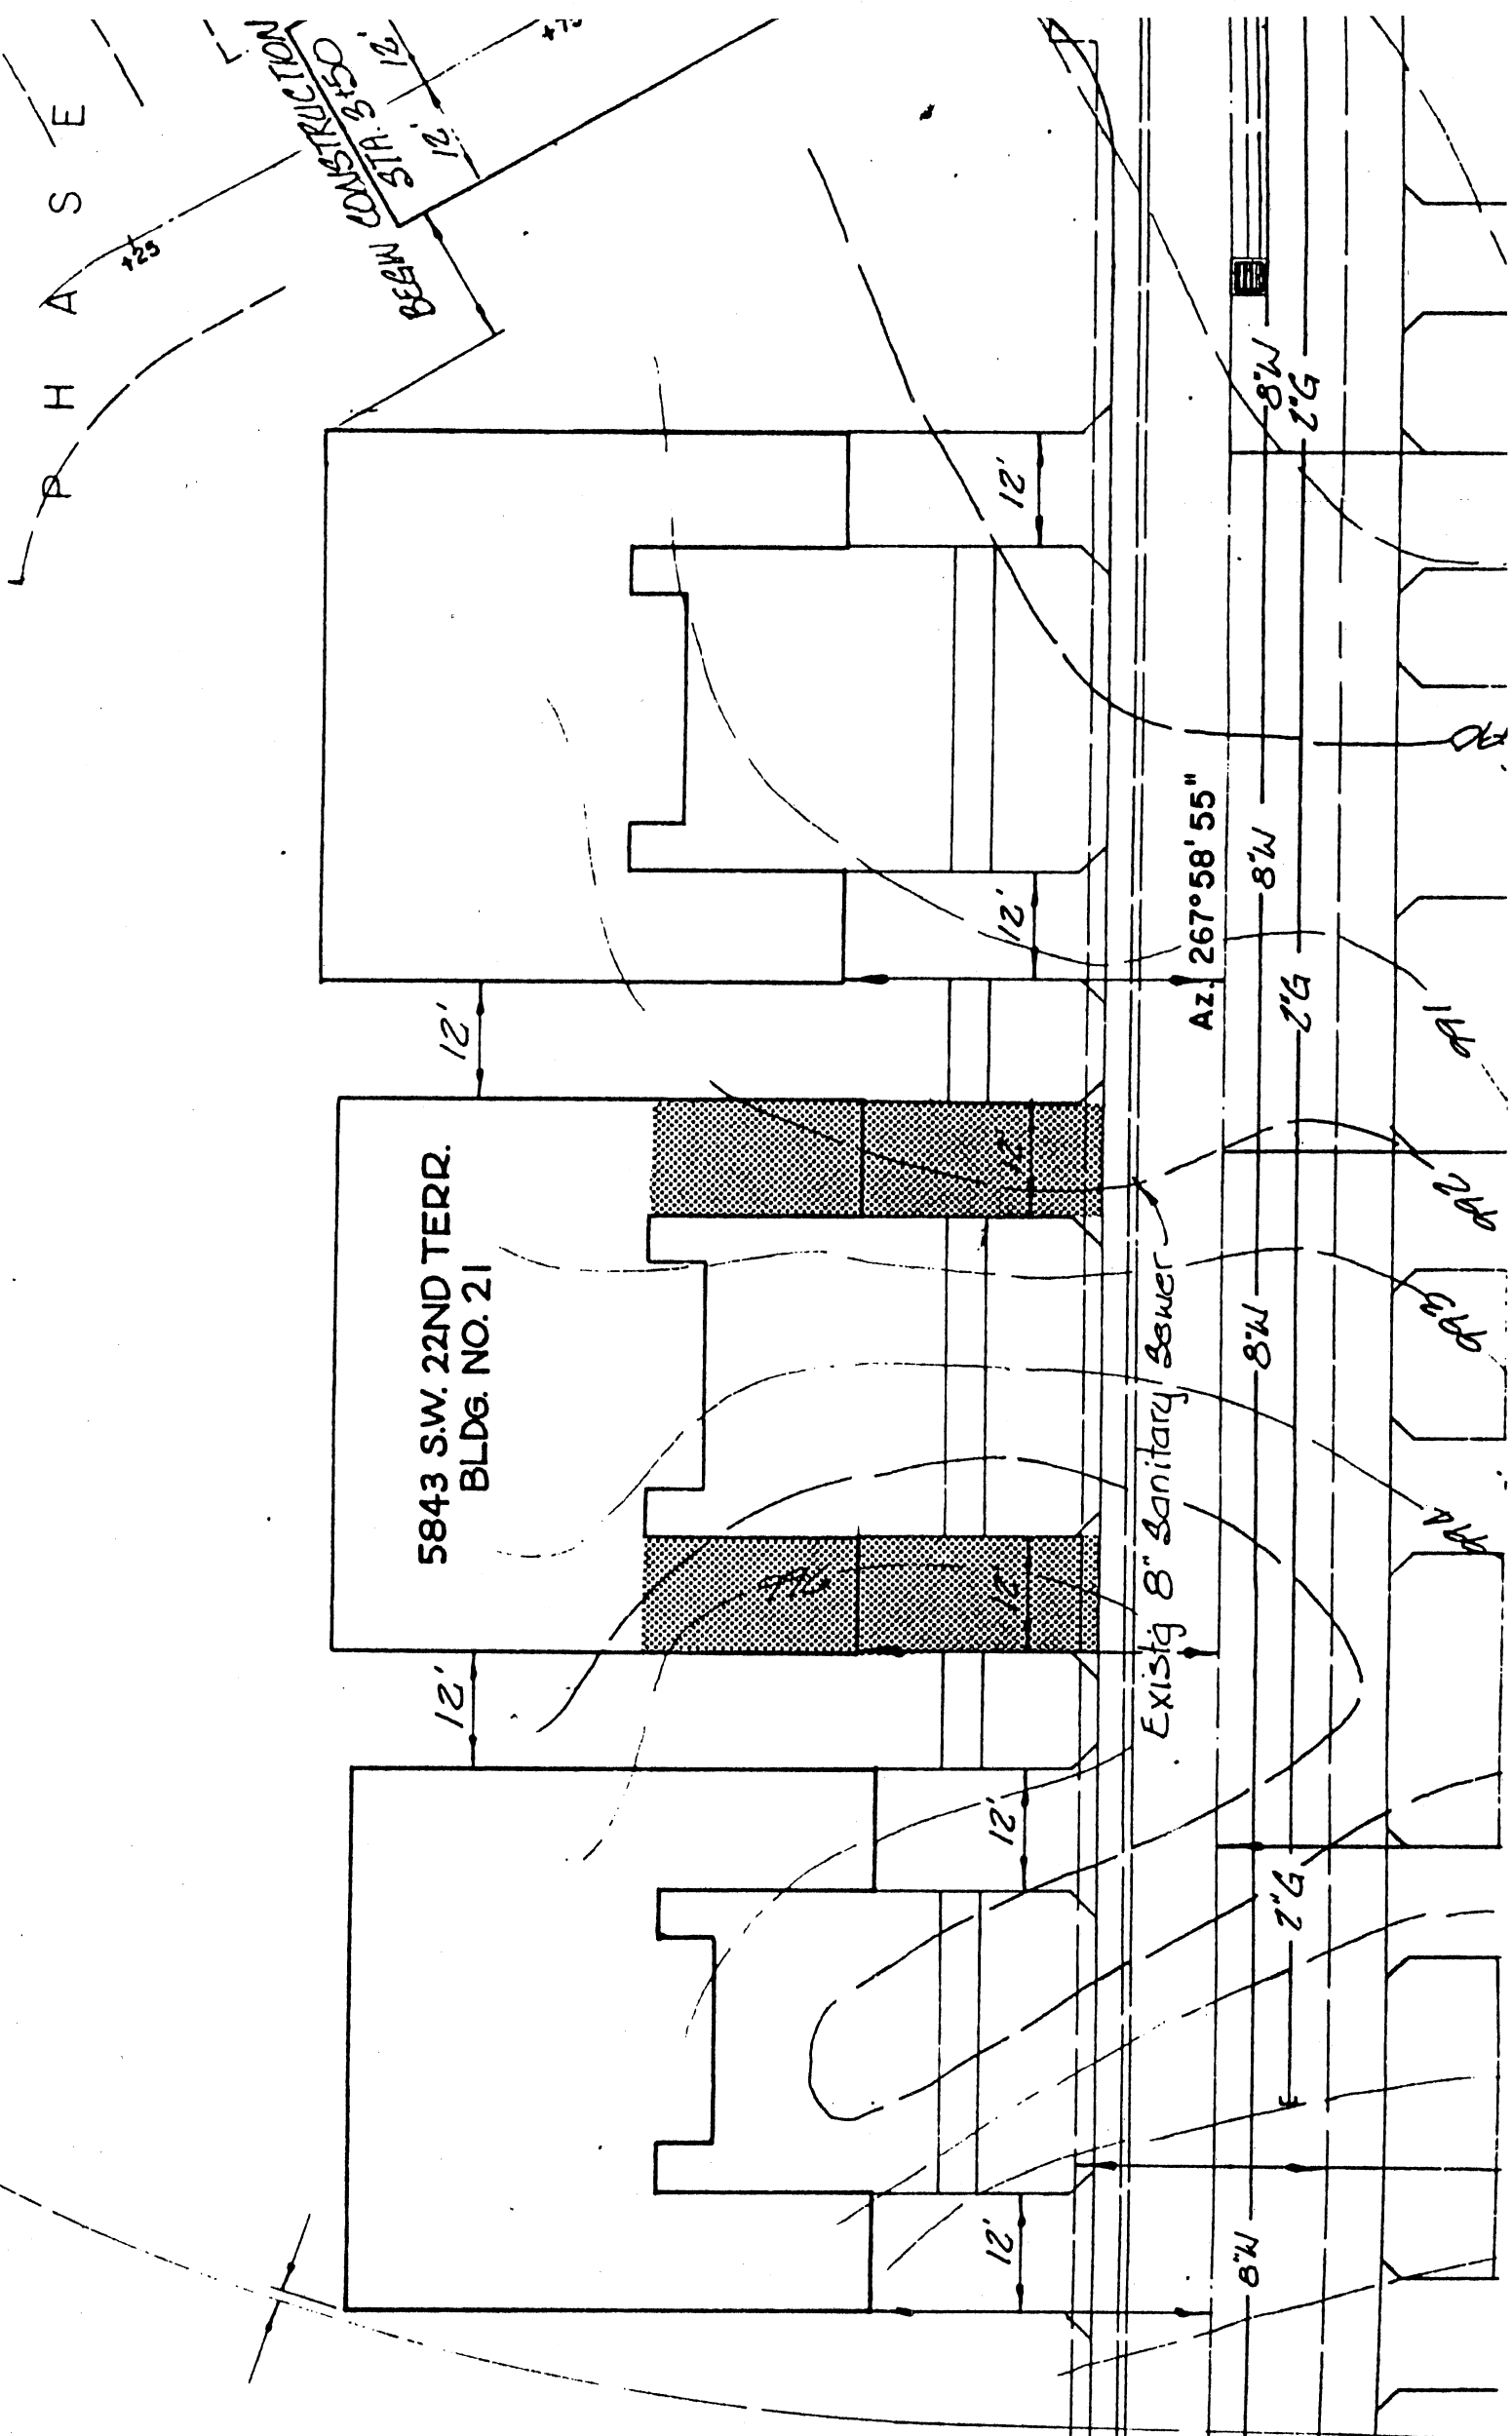 PHASE
+25
+75
BEGIN CONSTRUCTION
STA. 3+50
12'
12'
12'
12'
12'
5843 S.W. 22ND TERR.
BLDG. NO. 21
12'
12'
12'
12'
12'
12'
Az. 267°58'55"
Exist'g 8" Sanitary Sewer
8"W
8"W
8"W
8"W
2"G
2"G
2"G